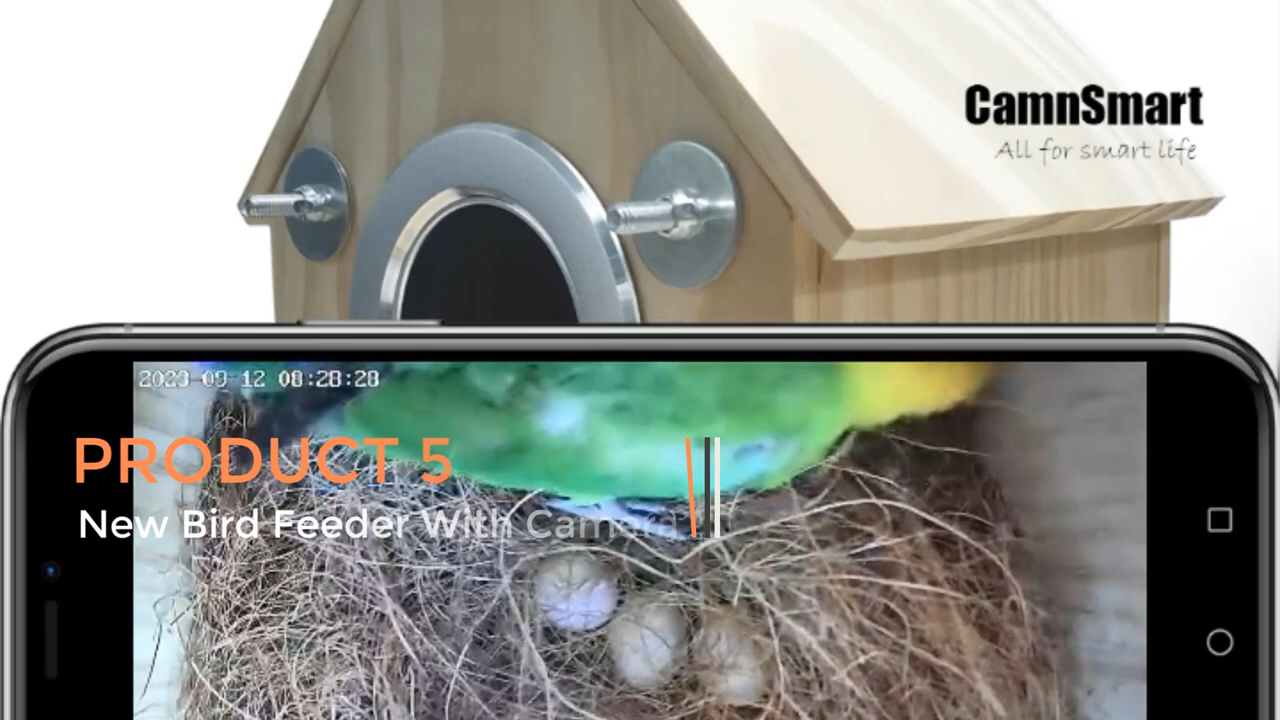 CamnSmart
All for smart life
2023-09-12 08:28:28
PRODUCT 5
New Bird Feeder With Camera